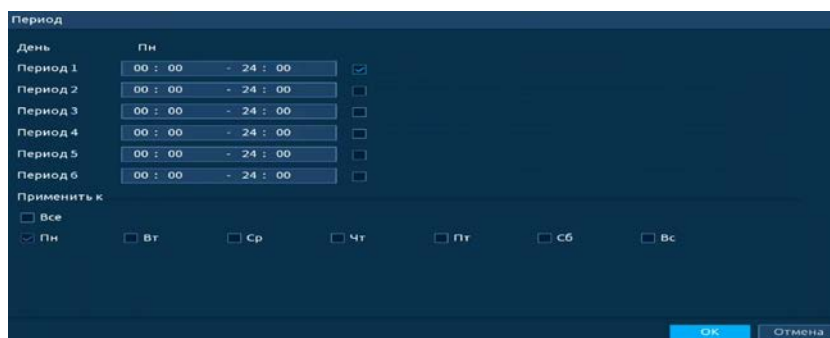 Период
День Пн
Период 1 00 : 00 - 24 : 00
Период 2 00 : 00 - 24 : 00
Период 3 00 : 00 - 24 : 00
Период 4 00 : 00 - 24 : 00
Период 5 00 : 00 - 24 : 00
Период 6 00 : 00 - 24 : 00
Применить к
Все
Пн Вт Ср Чт Пт Сб Вс
ОК Отмена